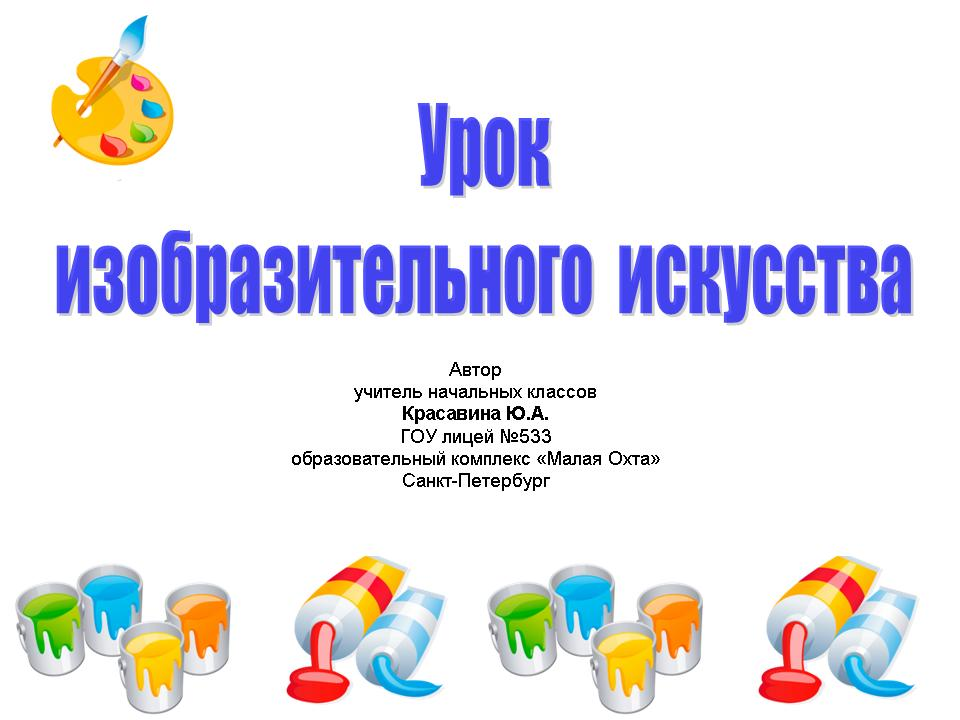 Урок
изобразительного искусства
Автор
учитель начальных классов
Красавина Ю.А.
ГОУ лицей №533
образовательный комплекс «Малая Охта»
Санкт-Петербург